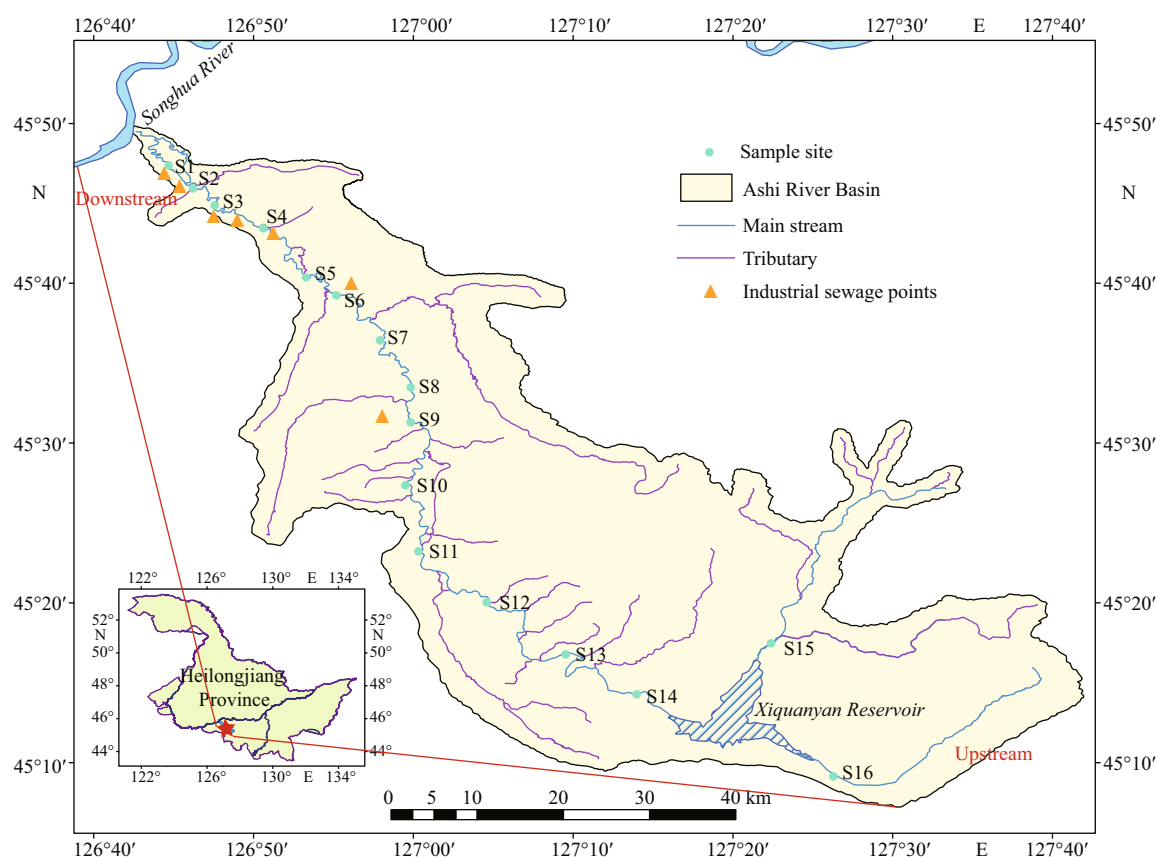 126°40′ 126°50′ 127°00′ 127°10′ 127°20′ 127°30′ E 127°40′
Songhua River
45°50′ 45°50′
S1
Sample site
S2
N N
Downstream
Ashi River Basin
S3
S4
Main stream
Tributary
S5
45°40′ 45°40′
Industrial sewage points
S6
S7
S8
S9
45°30′ 45°30′
S10
S11
122° 126° 130° E 134°
45°20′ 45°20′
S12
52° 52°
N N
S15
50° 50°
S13
Heilongjiang
Province
48° 48°
S14
Xiquanyan Reservoir
46° 46°
44° 44°
Upstream
45°10′ 45°10′
S16
122° 126° 130° E 134°
0 5 10 20 30 40 km
126°40′ 126°50′ 127°00′ 127°10′ 127°20′ 127°30′ E 127°40′